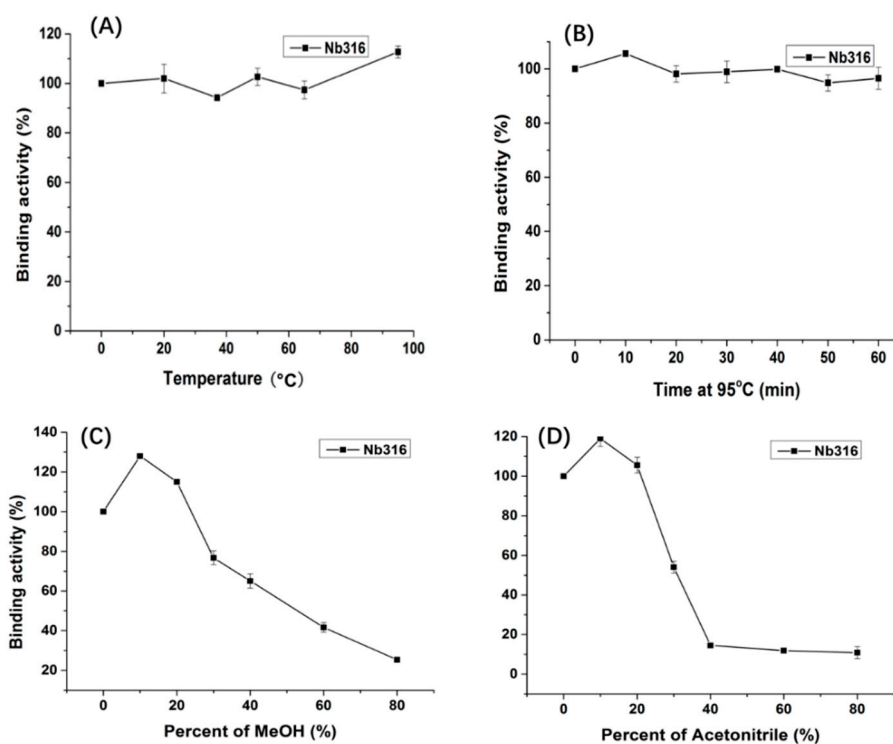 (A)
Nb316
Binding activity (%)
120
100
80
60
40
20
0
0 20 40 60 80 100
Temperature (°C)
(B)
Nb316
Binding activity (%)
100
80
60
40
20
0
0 10 20 30 40 50 60
Time at 95°C (min)
(C)
Nb316
Binding activity (%)
140
120
100
80
60
40
20
0 20 40 60 80
Percent of MeOH (%)
(D)
Nb316
120
100
80
60
40
20
0
0 20 40 60 80
Percent of Acetonitrile (%)